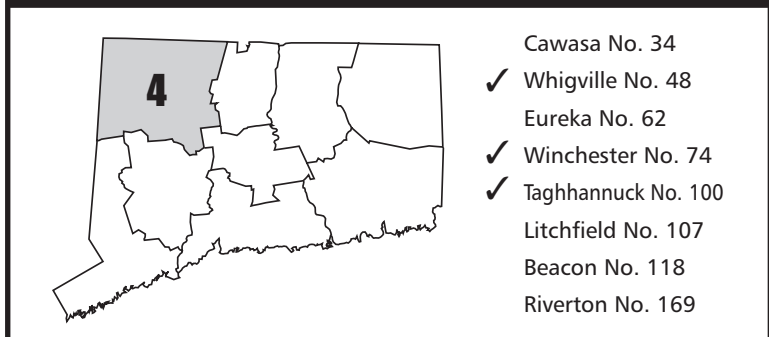 4
Cawasa No. 34
✓ Whigville No. 48
Eureka No. 62
✓ Winchester No. 74
✓ Taghhannuck No. 100
Litchfield No. 107
Beacon No. 118
Riverton No. 169